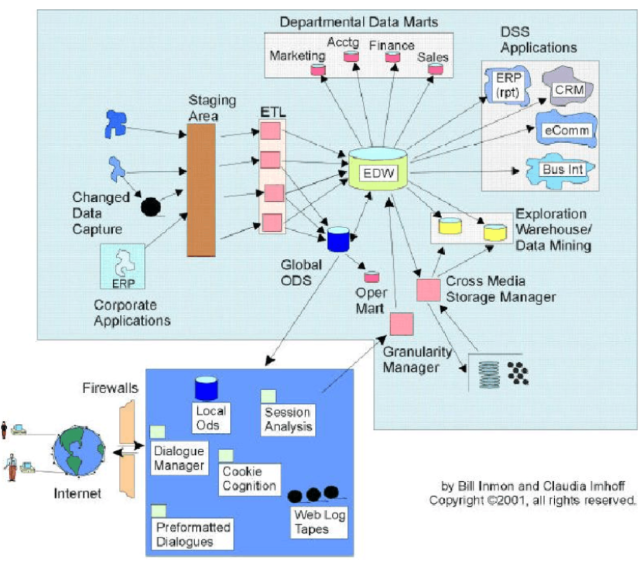 Departmental Data Marts
Marketing
Acctg
Finance
Sales
DSS
Applications
ERP
(rpt)
CRM
eComm
Bus Int
Staging
Area
ETL
EDW
Changed
Data
Capture
ERP
Corporate
Applications
Global
ODS
Oper
Mart
Exploration
Warehouse/
Data Mining
Cross Media
Storage Manager
Granularity
Manager
Firewalls
Internet
Local
Ods
Session
Analysis
Dialogue
Manager
Cookie
Cognition
Preformatted
Dialogues
Web Log
Tapes
by Bill Inmon and Claudia Imhoff
Copyright ©2001, all rights reserved.